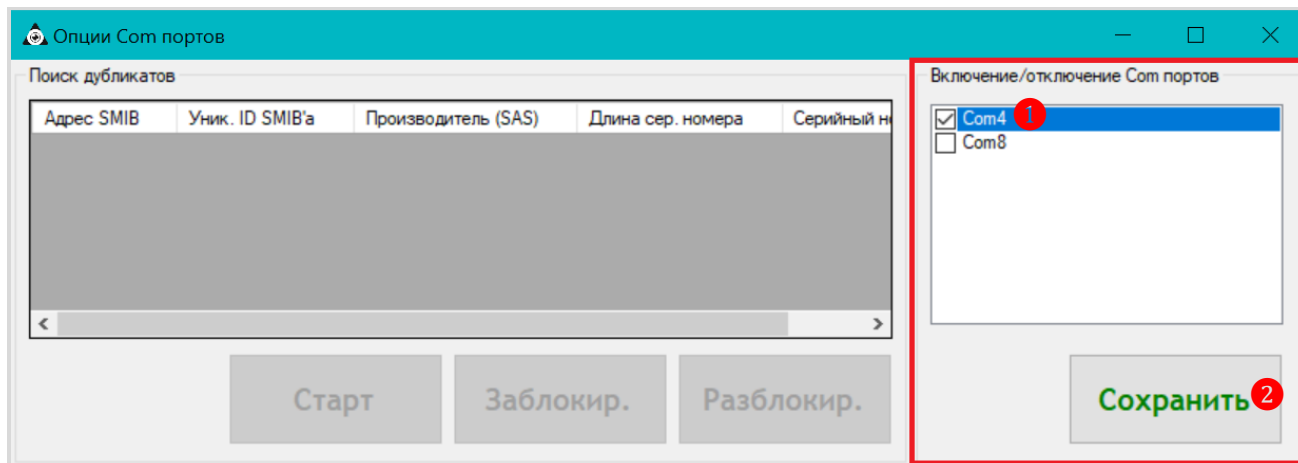 Опции Com портов
Поиск дубликатов
Адрес SMIB Уник. ID SMIB'а Производитель (SAS) Длина сер. номера Серийный
Старт Заблокир. Разблокир.
Включение/отключение Com портов
Com4 1
Com8
Сохранить 2